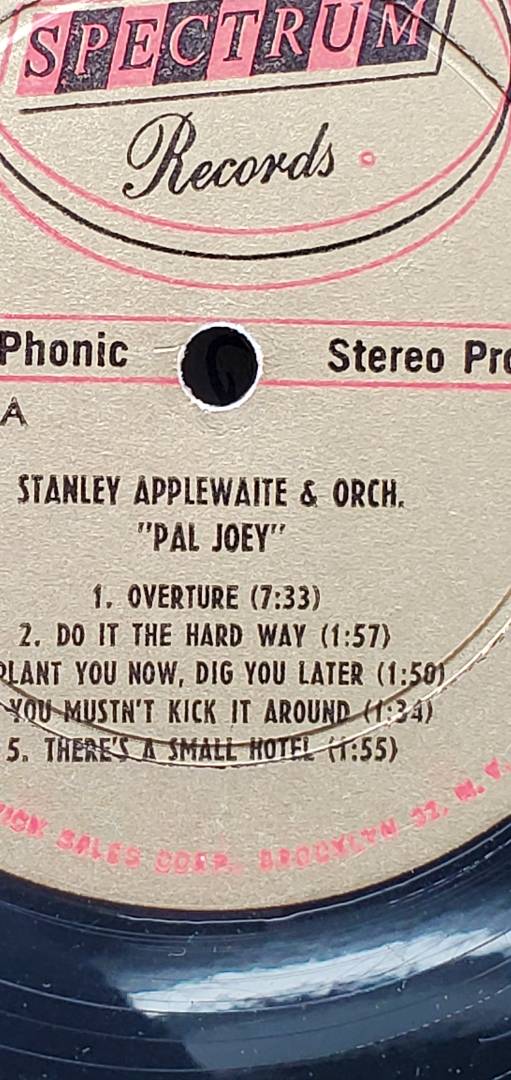 SPECTRUM
Records
Phonic Stereo Pro
A
STANLEY APPLEWAITE & ORCH.
"PAL JOEY"
1. OVERTURE (7:33)
2. DO IT THE HARD WAY (1:57)
PLANT YOU NOW, DIG YOU LATER (1:50)
YOU MUSTN'T KICK IT AROUND (1:34)
5. THERE'S A SMALL HOTEL (1:55)
SALES CORP., BROOKLYN 32, N. Y.